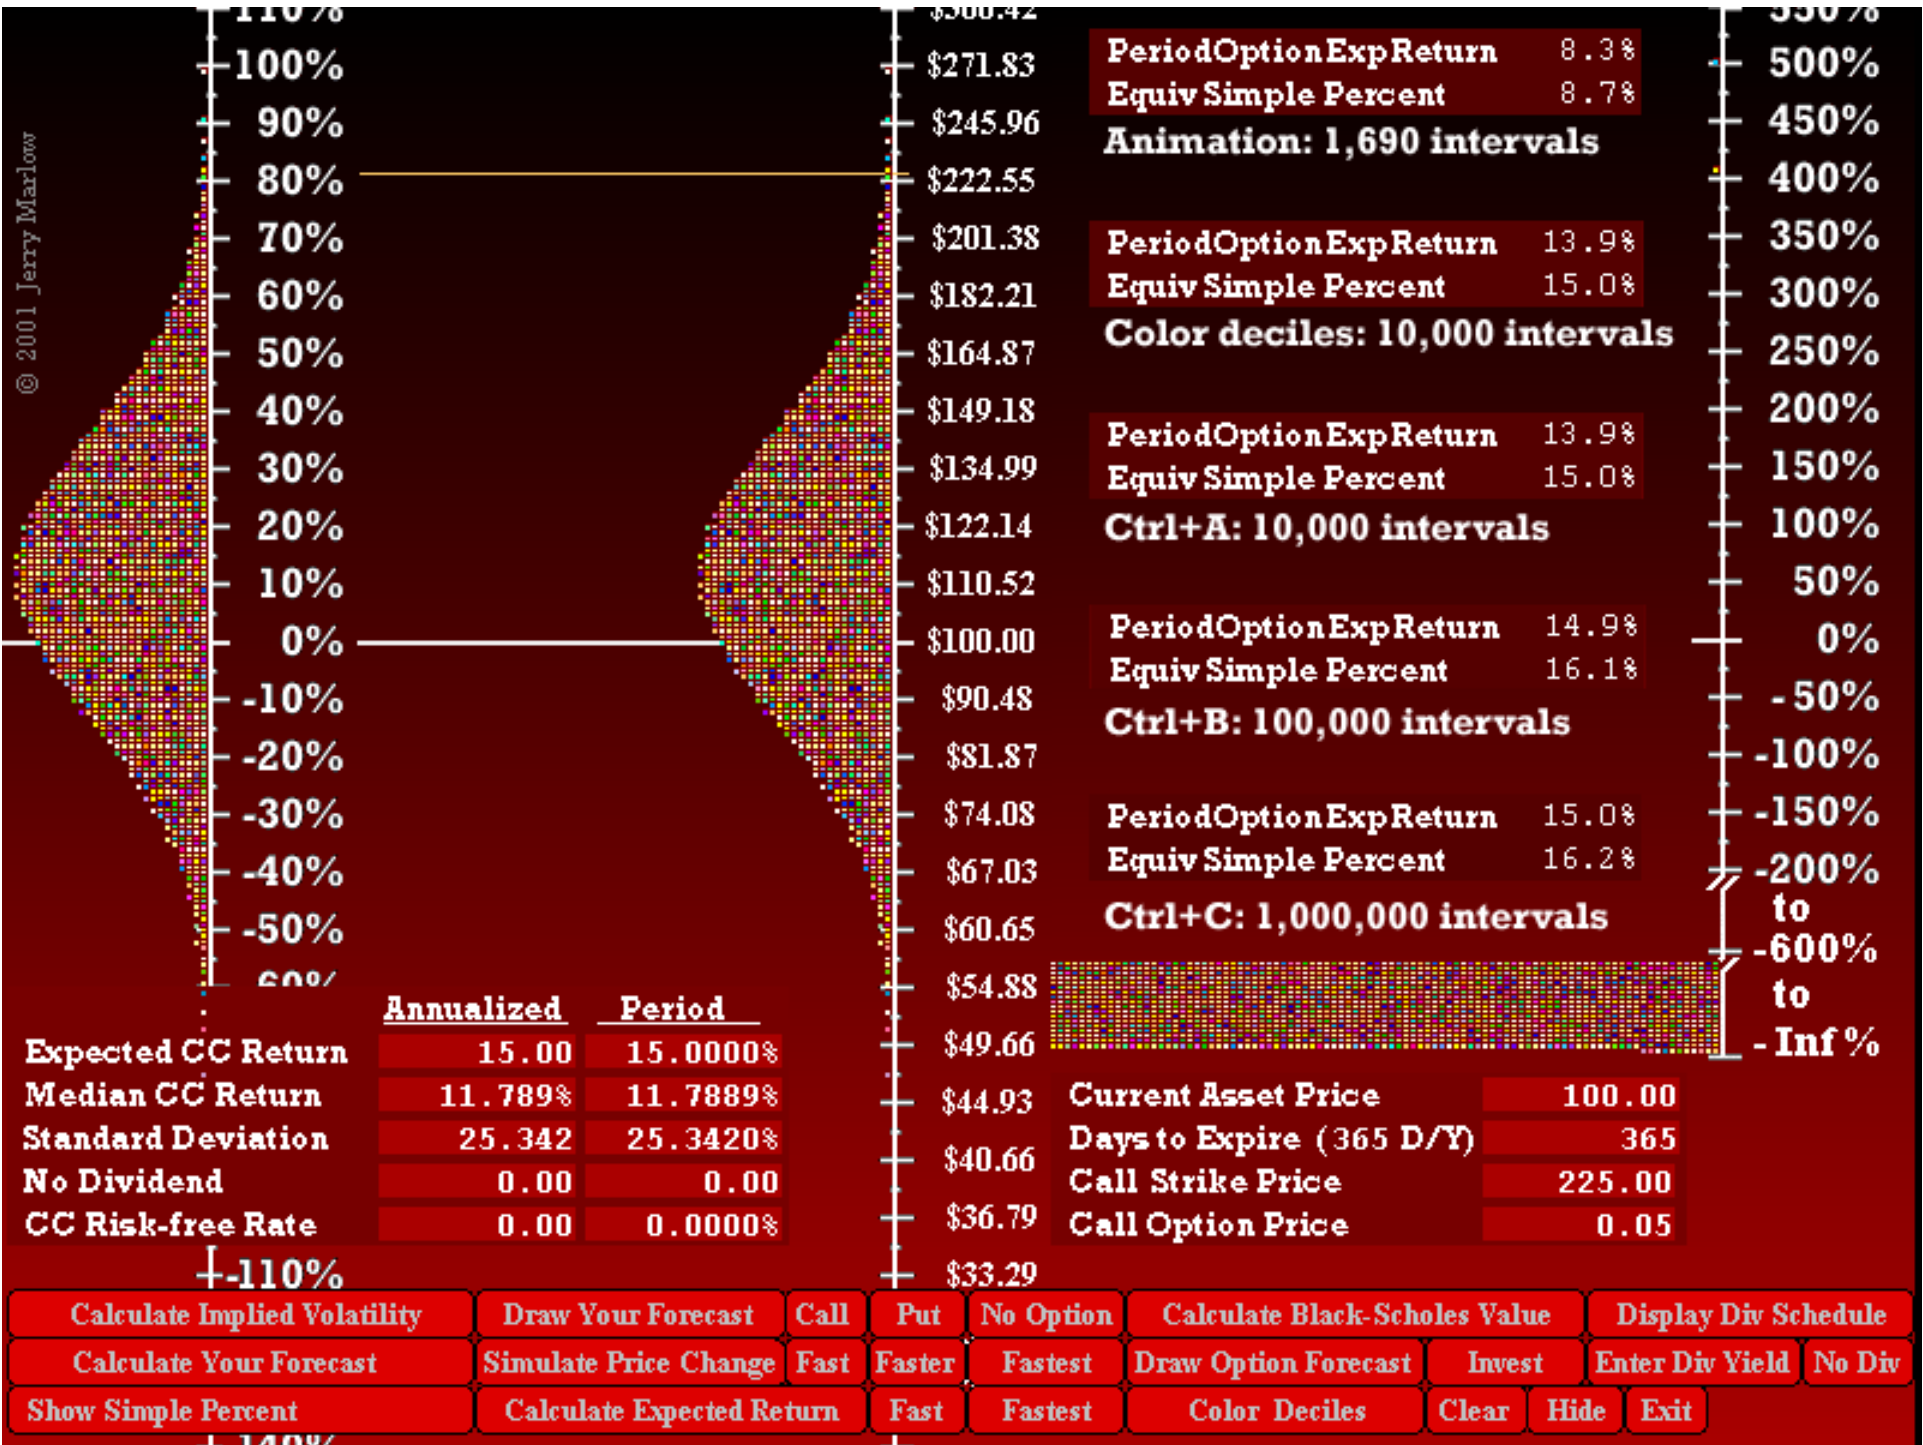 © 2001 Jerry Marlow
110%
100%
90%
80%
70%
60%
50%
40%
30%
20%
10%
0%
-10%
-20%
-30%
-40%
-50%
-60%
-110%
$300.42
$271.83
$245.96
$222.55
$201.38
$182.21
$164.87
$149.18
$134.99
$122.14
$110.52
$100.00
$90.48
$81.87
$74.08
$67.03
$60.65
$54.88
$49.66
$44.93
$40.66
$36.79
$33.29
PeriodOptionExpReturn 8.3%
Equiv Simple Percent 8.7%
Animation: 1,690 intervals
PeriodOptionExpReturn 13.9%
Equiv Simple Percent 15.0%
Color deciles: 10,000 intervals
PeriodOptionExpReturn 13.9%
Equiv Simple Percent 15.0%
Ctrl+A: 10,000 intervals
PeriodOptionExpReturn 14.9%
Equiv Simple Percent 16.1%
Ctrl+B: 100,000 intervals
PeriodOptionExpReturn 15.0%
Equiv Simple Percent 16.2%
Ctrl+C: 1,000,000 intervals
550%
500%
450%
400%
350%
300%
250%
200%
150%
100%
50%
0%
-50%
-100%
-150%
-200%
to
-600%
to
-Inf%
Annualized Period
Expected CC Return 15.00 15.0000%
Median CC Return 11.789% 11.7889%
Standard Deviation 25.342 25.3420%
No Dividend 0.00 0.00
CC Risk-free Rate 0.00 0.0000%
Current Asset Price 100.00
Days to Expire (365 D/Y) 365
Call Strike Price 225.00
Call Option Price 0.05
Calculate Implied Volatility Draw Your Forecast Call Put No Option Calculate Black-Scholes Value Display Div Schedule
Calculate Your Forecast Simulate Price Change Fast Faster Fastest Draw Option Forecast Invest Enter Div Yield No Div
Show Simple Percent Calculate Expected Return Fast Fastest Color Deciles Clear Hide Exit